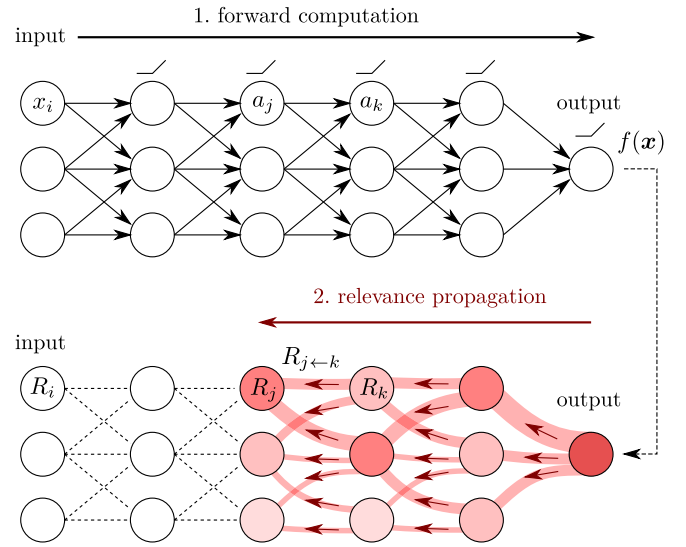 1. forward computation
input
x_i
a_j
a_k
output
f(x)
2. relevance propagation
input
R_{j←k}
R_i
R_j
R_k
output